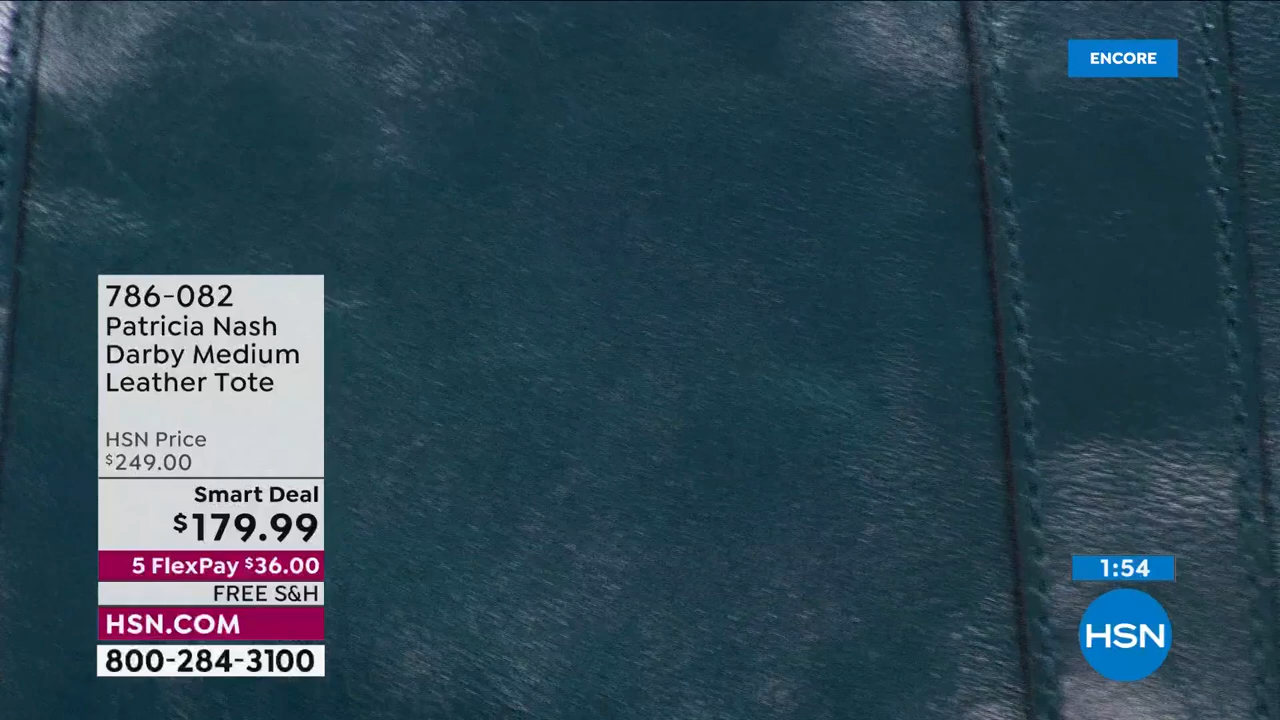 ENCORE
786-082
Patricia Nash
Darby Medium
Leather Tote
HSN Price
$249.00
Smart Deal
$179.99
5 FlexPay $36.00
FREE S&H
HSN.COM
800-284-3100
1:54
HSN